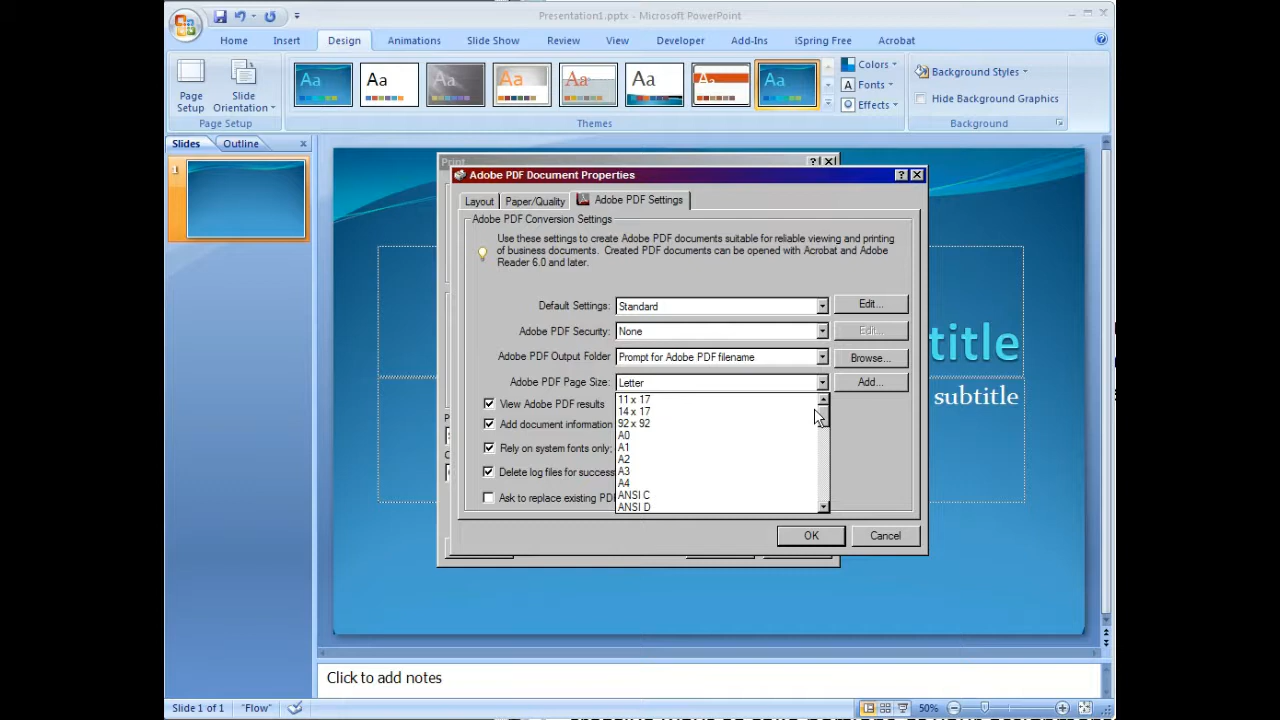 Presentation1.pptx - Microsoft PowerPoint
Home Insert Design Animations Slide Show Review View Developer Add-Ins iSpring Free Acrobat
Page Setup
Slide Orientation
Page Setup
Aa Aa Aa Aa Aa Aa Aa Aa
Themes
Colors
Fonts
Effects
Background Styles
Hide Background Graphics
Background
Slides Outline
1
Print
Adobe PDF Document Properties
Layout Paper/Quality Adobe PDF Settings
Adobe PDF Conversion Settings
Use these settings to create Adobe PDF documents suitable for reliable viewing and printing
of business documents. Created PDF documents can be opened with Acrobat and Adobe
Reader 6.0 and later.
Default Settings: Standard Edit...
Adobe PDF Security: None Edit...
Adobe PDF Output Folder Prompt for Adobe PDF filename Browse...
Adobe PDF Page Size: Letter Add...
View Adobe PDF results
Add document information
Rely on system fonts only;
Delete log files for success
Ask to replace existing PD
11 x 17
14 x 17
92 x 92
A0
A1
A2
A3
A4
ANSI C
ANSI D
OK Cancel
title
subtitle
Click to add notes
Slide 1 of 1 "Flow" 50%